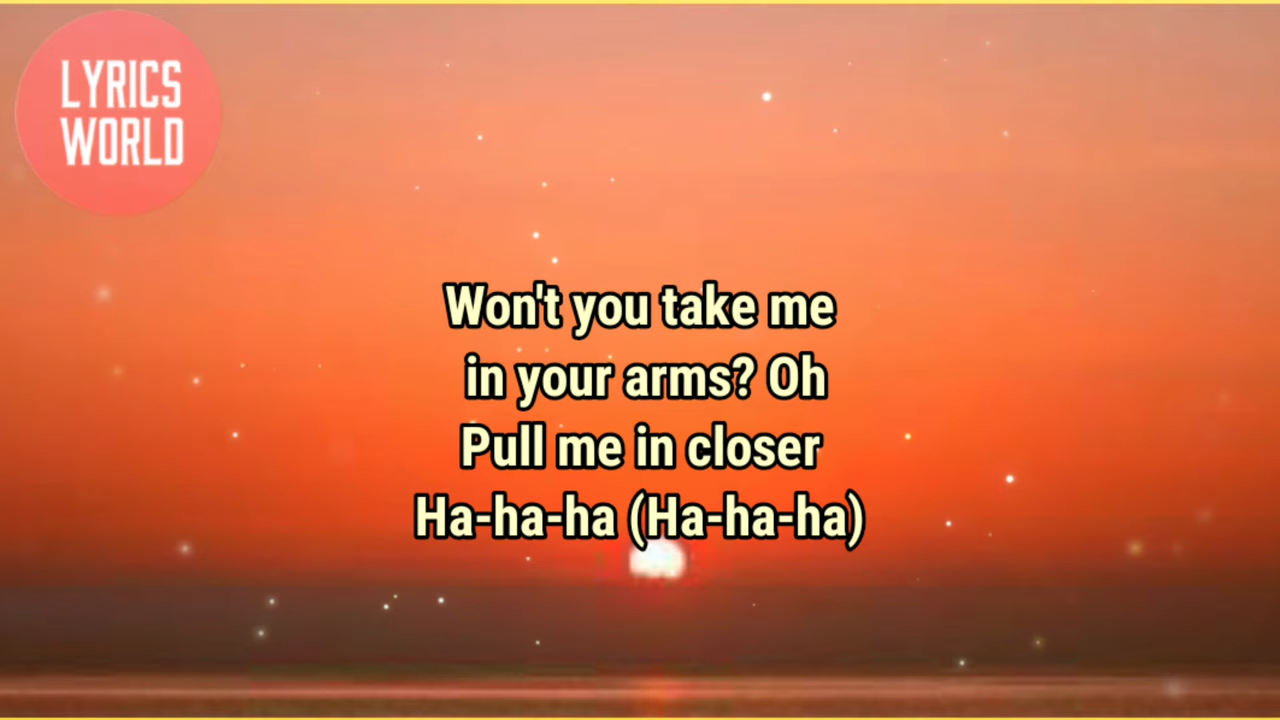 LYRICS
WORLD
Won't you take me
in your arms? Oh
Pull me in closer
Ha-ha-ha (Ha-ha-ha)